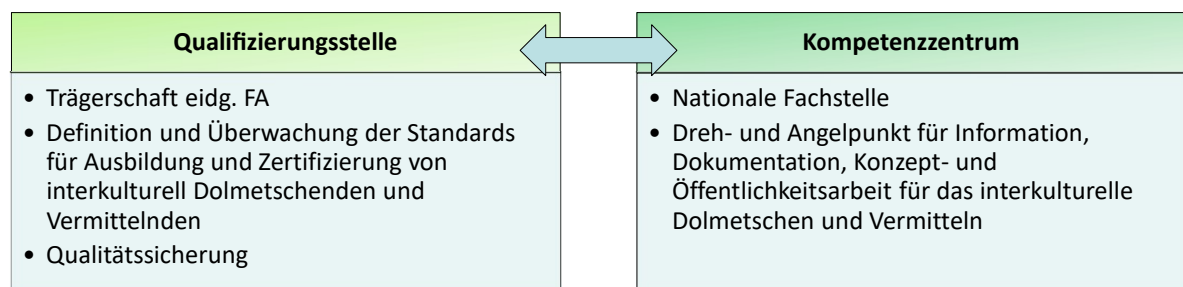 Qualifizierungsstelle
• Trägerschaft eidg. FA
• Definition und Überwachung der Standards
für Ausbildung und Zertifizierung von
interkulturell Dolmetschenden und
Vermittelnden
• Qualitätssicherung
Kompetenzzentrum
• Nationale Fachstelle
• Dreh- und Angelpunkt für Information,
Dokumentation, Konzept- und
Öffentlichkeitsarbeit für das interkulturelle
Dolmetschen und Vermitteln